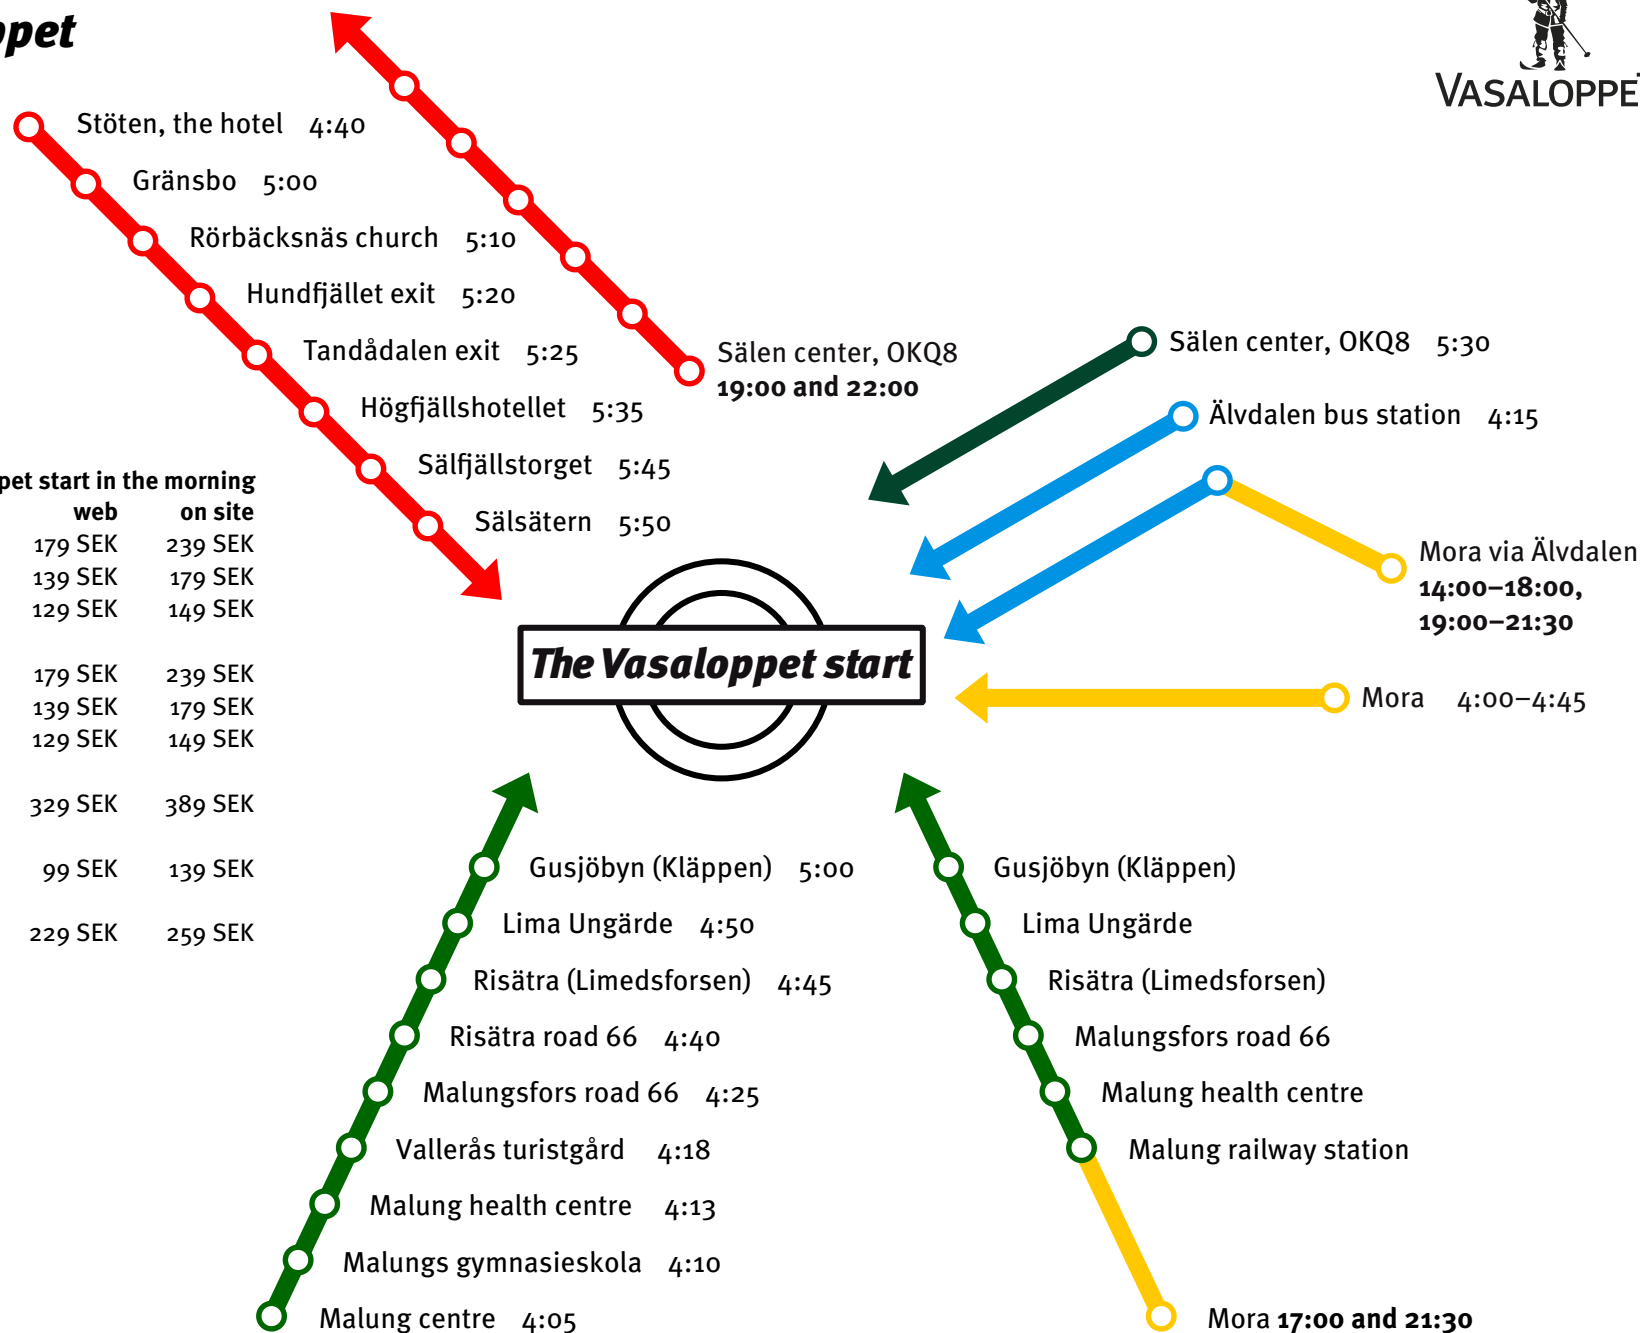 ppet
VASALOPPET
Stöten, the hotel 4:40
Gränsbo 5:00
Rörbäcksnäs church 5:10
Hundfjället exit 5:20
Tandådalen exit 5:25
Högfjällshotellet 5:35
Sälfjällstorget 5:45
Sälsätern 5:50
Sälen center, OKQ8
19:00 and 22:00
Sälen center, OKQ8 5:30
Älvdalen bus station 4:15
Mora via Älvdalen
14:00–18:00,
19:00–21:30
Mora 4:00–4:45
pet start in the morning
web on site
179 SEK 239 SEK
139 SEK 179 SEK
129 SEK 149 SEK
179 SEK 239 SEK
139 SEK 179 SEK
129 SEK 149 SEK
329 SEK 389 SEK
99 SEK 139 SEK
229 SEK 259 SEK
The Vasaloppet start
Gusjöbyn (Kläppen) 5:00
Lima Ungärde 4:50
Risätra (Limedsforsen) 4:45
Risätra road 66 4:40
Malungsfors road 66 4:25
Vallerås turistgård 4:18
Malung health centre 4:13
Malungs gymnasieskola 4:10
Malung centre 4:05
Gusjöbyn (Kläppen)
Lima Ungärde
Risätra (Limedsforsen)
Malungsfors road 66
Malung health centre
Malung railway station
Mora 17:00 and 21:30